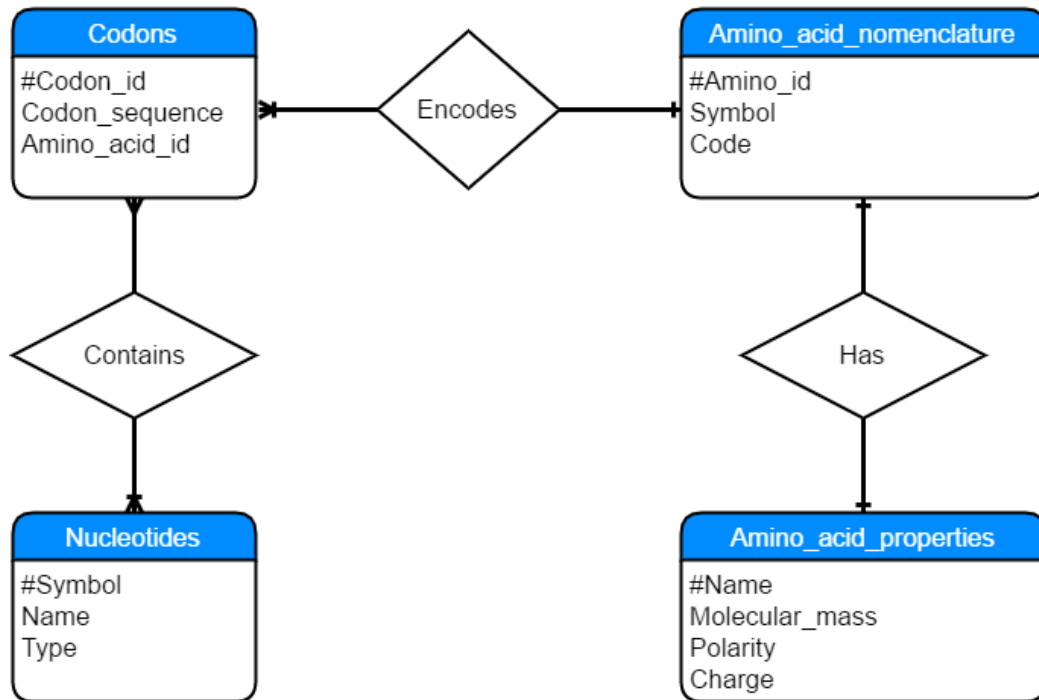 Codons
#Codon_id
Codon_sequence
Amino_acid_id
Encodes
Amino_acid_nomenclature
#Amino_id
Symbol
Code
Contains
Has
Nucleotides
#Symbol
Name
Type
Amino_acid_properties
#Name
Molecular_mass
Polarity
Charge